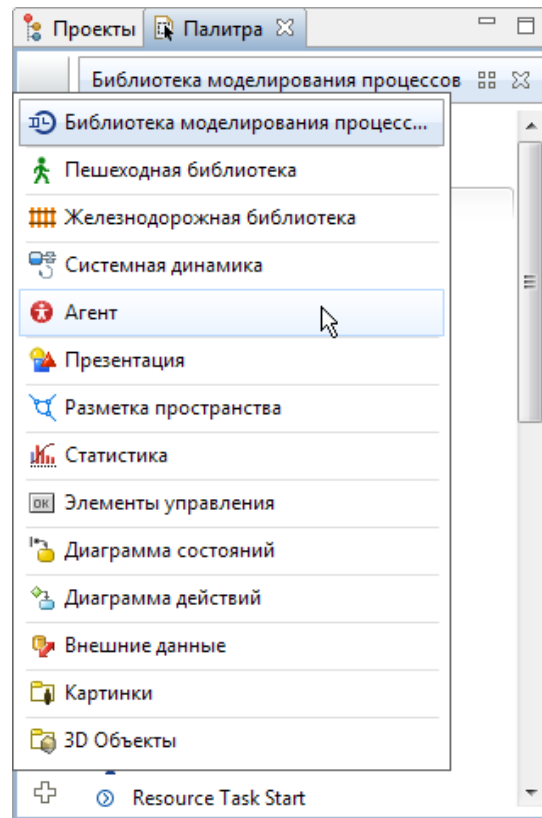 Проекты Палитра
Библиотека моделирования процессов
Библиотека моделирования процесс...
Пешеходная библиотека
Железнодорожная библиотека
Системная динамика
Агент
Презентация
Разметка пространства
Статистика
OK Элементы управления
Диаграмма состояний
Диаграмма действий
Внешние данные
Картинки
3D Объекты
Resource Task Start